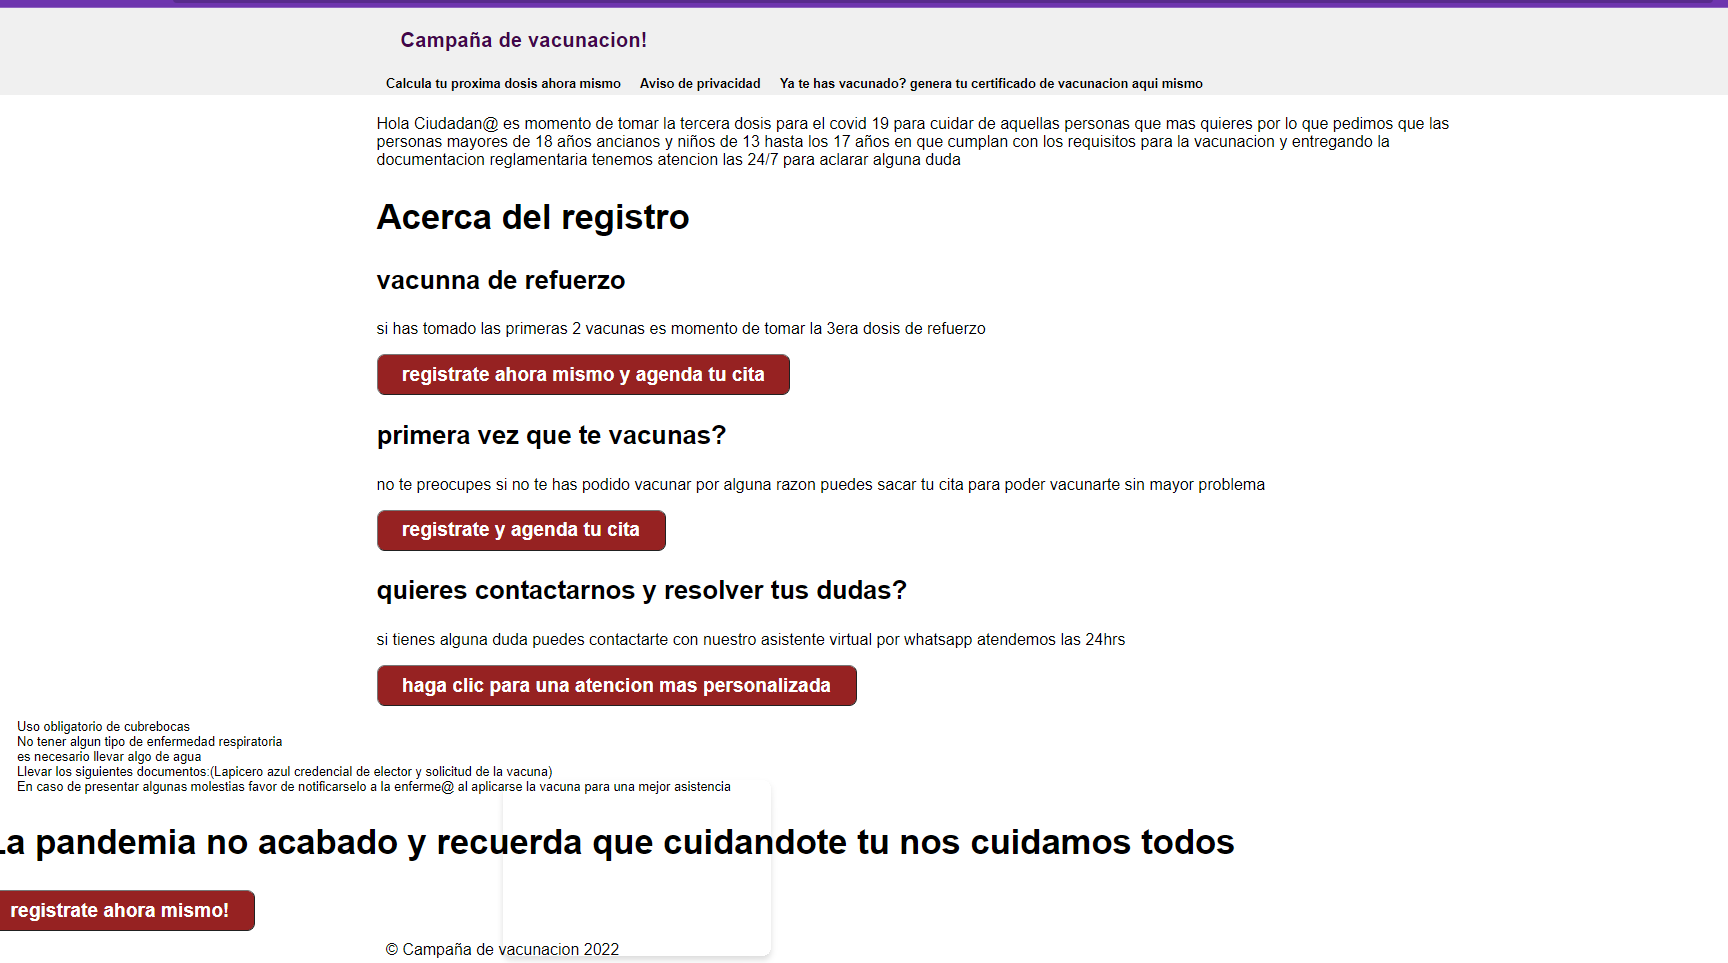 Campaña de vacunacion!
Calcula tu proxima dosis ahora mismo Aviso de privacidad Ya te has vacunado? genera tu certificado de vacunacion aqui mismo
Hola Ciudadan@ es momento de tomar la tercera dosis para el covid 19 para cuidar de aquellas personas que mas quieres por lo que pedimos que las
personas mayores de 18 años ancianos y niños de 13 hasta los 17 años en que cumplan con los requisitos para la vacunacion y entregando la
documentacion reglamentaria tenemos atencion las 24/7 para aclarar alguna duda
Acerca del registro
vacunna de refuerzo
si has tomado las primeras 2 vacunas es momento de tomar la 3era dosis de refuerzo
registrate ahora mismo y agenda tu cita
primera vez que te vacunas?
no te preocupes si no te has podido vacunar por alguna razon puedes sacar tu cita para poder vacunarte sin mayor problema
registrate y agenda tu cita
quieres contactarnos y resolver tus dudas?
si tienes alguna duda puedes contactarte con nuestro asistente virtual por whatsapp atendemos las 24hrs
haga clic para una atencion mas personalizada
Uso obligatorio de cubrebocas
No tener algun tipo de enfermedad respiratoria
es necesario llevar algo de agua
Llevar los siguientes documentos:(Lapicero azul credencial de elector y solicitud de la vacuna)
En caso de presentar algunas molestias favor de notificarselo a la enferme@ al aplicarse la vacuna para una mejor asistencia
La pandemia no acabado y recuerda que cuidandote tu nos cuidamos todos
registrate ahora mismo!
© Campaña de vacunacion 2022